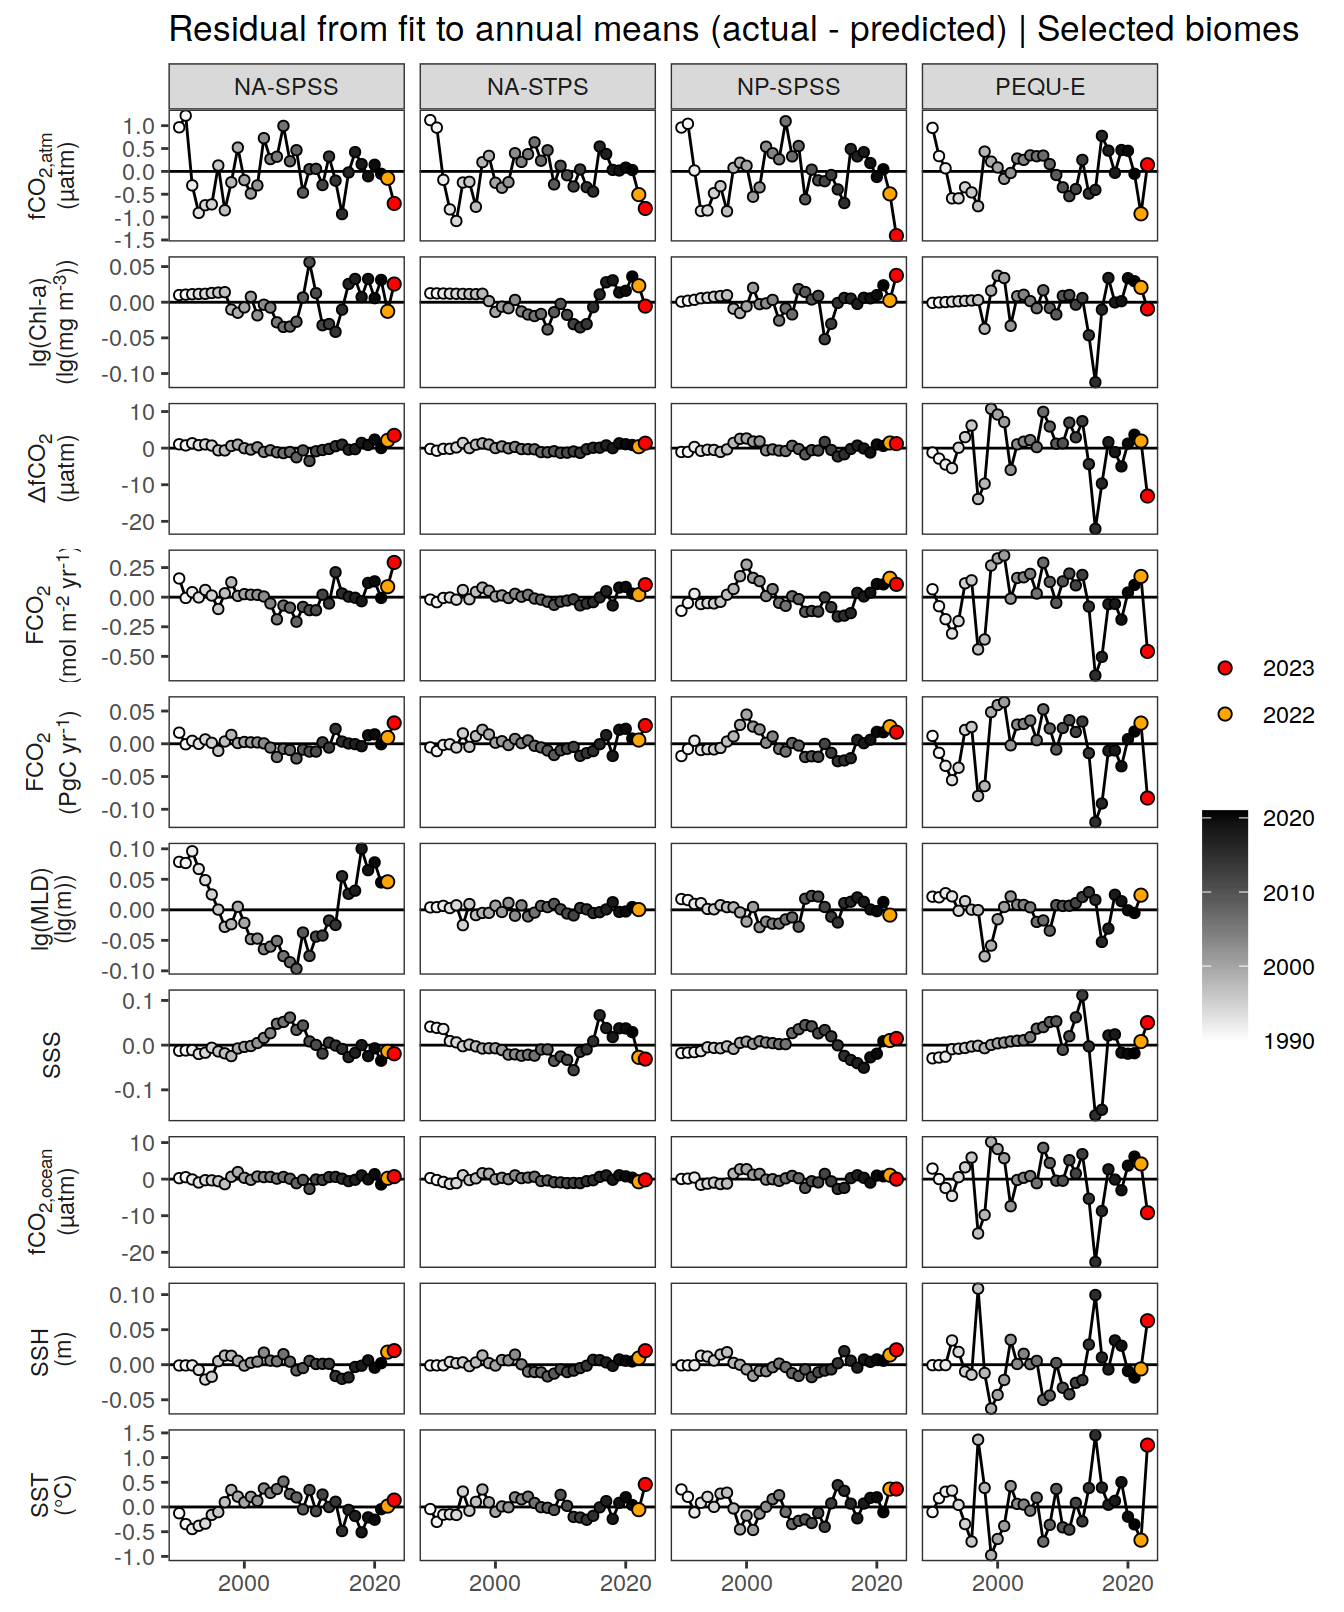 Residual from fit to annual means (actual - predicted) | Selected biomes
NA-SPSS NA-STPS NP-SPSS PEQU-E
fCO2,atm
(µatm)
1.0
0.5
0.0
-0.5
-1.0
-1.5
lg(Chl-a)
(lg(mg m-3))
0.05
0.00
-0.05
-0.10
ΔfCO2
(µatm)
10
0
-10
-20
FCO2
(mol m-2 yr-1)
0.25
0.00
-0.25
-0.50
FCO2
(PgC yr-1)
0.05
0.00
-0.05
-0.10
lg(MLD)
(lg(m))
0.10
0.05
0.00
-0.05
-0.10
SSS
0.1
0.0
-0.1
fCO2,ocean
(µatm)
10
0
-10
-20
SSH
(m)
0.10
0.05
0.00
-0.05
SST
(°C)
1.5
1.0
0.5
0.0
-0.5
-1.0
2000 2020 2000 2020 2000 2020 2000 2020
2023
2022
2020
2010
2000
1990